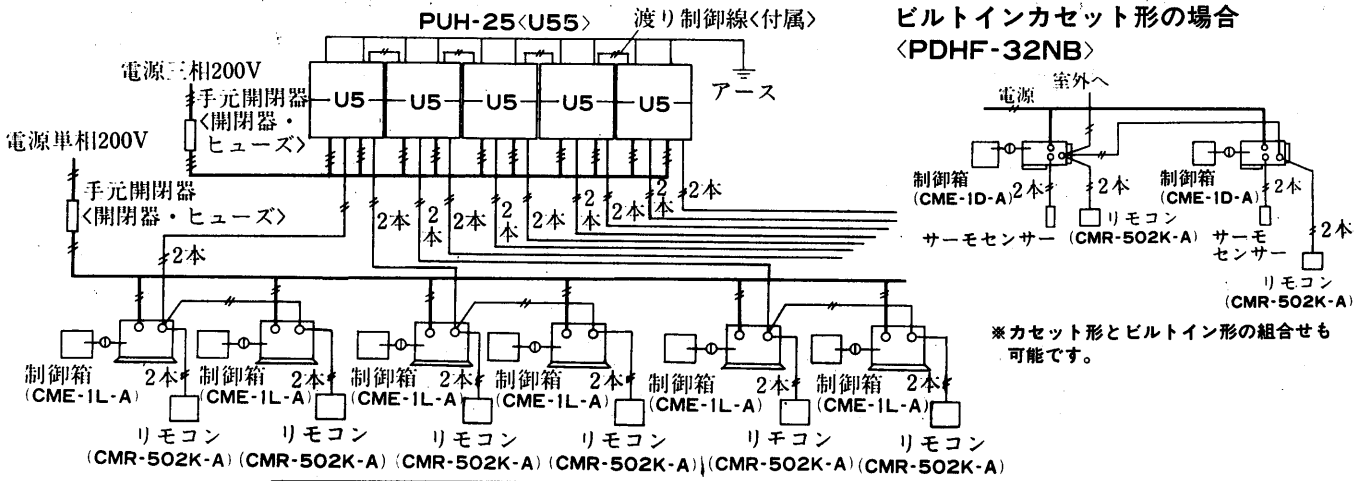 PUH-25〈U55〉
渡り制御線〈付属〉
電源三相200V
手元開閉器
〈開閉器・
ヒューズ〉
U5 U5 U5 U5 U5
アース
電源単相200V
手元開閉器
〈開閉器・ヒューズ〉
2本
2本
2本
2本
2本
2本
2本
2本
2本
2本
2本
制御箱
(CME-1L-A)
2本
制御箱
(CME-1L-A)
2本
制御箱
(CME-1L-A)
2本
制御箱
(CME-1L-A)
2本
制御箱
(CME-1L-A)
2本
制御箱
(CME-1L-A)
2本
リモコン
(CMR-502K-A)
リモコン
(CMR-502K-A)
リモコン
(CMR-502K-A)
リモコン
(CMR-502K-A)
リモコン
(CMR-502K-A)
リモコン
(CMR-502K-A)
ビルトインカセット形の場合
〈PDHF-32NB〉
室外へ
電源
制御箱
(CME-1D-A)
2本
2本
サーモセンサー
リモコン
(CMR-502K-A)
制御箱
(CME-1D-A)
2本
サーモ
センサー
2本
リモコン
(CMR-502K-A)
※カセット形とビルトイン形の組合せも
可能です。